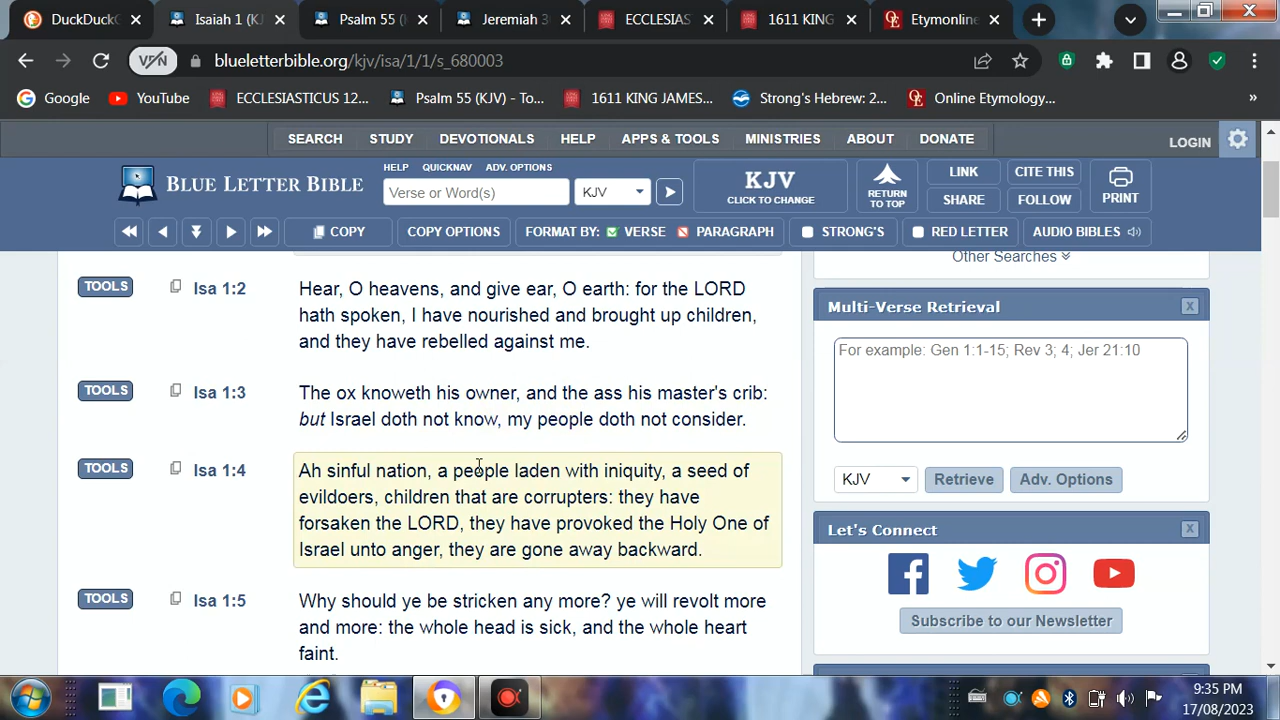 DuckDuckG
Isaiah 1 (K
Psalm 55 (
Jeremiah 3
ECCLESIAS
1611 KING
Etymonline
VPN
blueletterbible.org/kjv/isa/1/1/s_680003
Google
YouTube
ECCLESIASTICUS 12...
Psalm 55 (KJV) - To...
1611 KING JAMES...
Strong's Hebrew: 2...
Online Etymology...
»
SEARCH STUDY DEVOTIONALS HELP APPS & TOOLS MINISTRIES ABOUT DONATE
LOGIN
BLUE LETTER BIBLE
HELP QUICKNAV ADV. OPTIONS
Verse or Word(s)
KJV
KJV
CLICK TO CHANGE
RETURN
TO TOP
LINK
CITE THIS
SHARE
FOLLOW
PRINT
COPY
COPY OPTIONS
FORMAT BY: VERSE PARAGRAPH
STRONG'S
RED LETTER
AUDIO BIBLES
TOOLS
Isa 1:2
Hear, O heavens, and give ear, O earth: for the LORD
hath spoken, I have nourished and brought up children,
and they have rebelled against me.
TOOLS
Isa 1:3
The ox knoweth his owner, and the ass his master's crib:
but Israel doth not know, my people doth not consider.
TOOLS
Isa 1:4
Ah sinful nation, a people laden with iniquity, a seed of
evildoers, children that are corrupters: they have
forsaken the LORD, they have provoked the Holy One of
Israel unto anger, they are gone away backward.
TOOLS
Isa 1:5
Why should ye be stricken any more? ye will revolt more
and more: the whole head is sick, and the whole heart
faint.
Other Searches
Multi-Verse Retrieval
For example: Gen 1:1-15; Rev 3; 4; Jer 21:10
KJV
Retrieve
Adv. Options
Let's Connect
Subscribe to our Newsletter
9:35 PM
17/08/2023